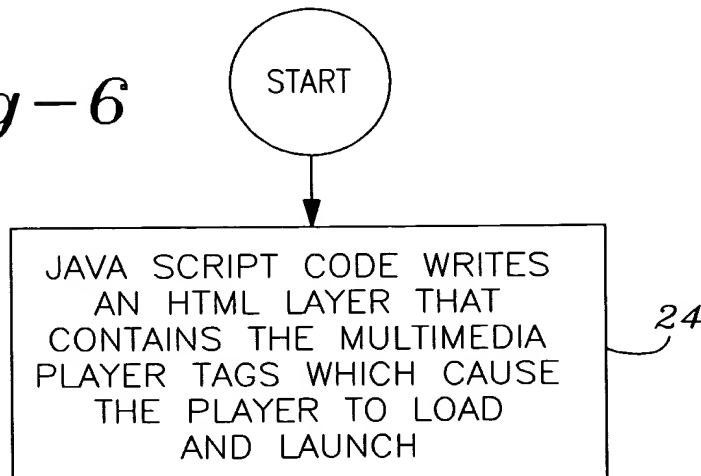 g-6
START
JAVA SCRIPT CODE WRITES
AN HTML LAYER THAT
CONTAINS THE MULTIMEDIA
PLAYER TAGS WHICH CAUSE
THE PLAYER TO LOAD
AND LAUNCH
24